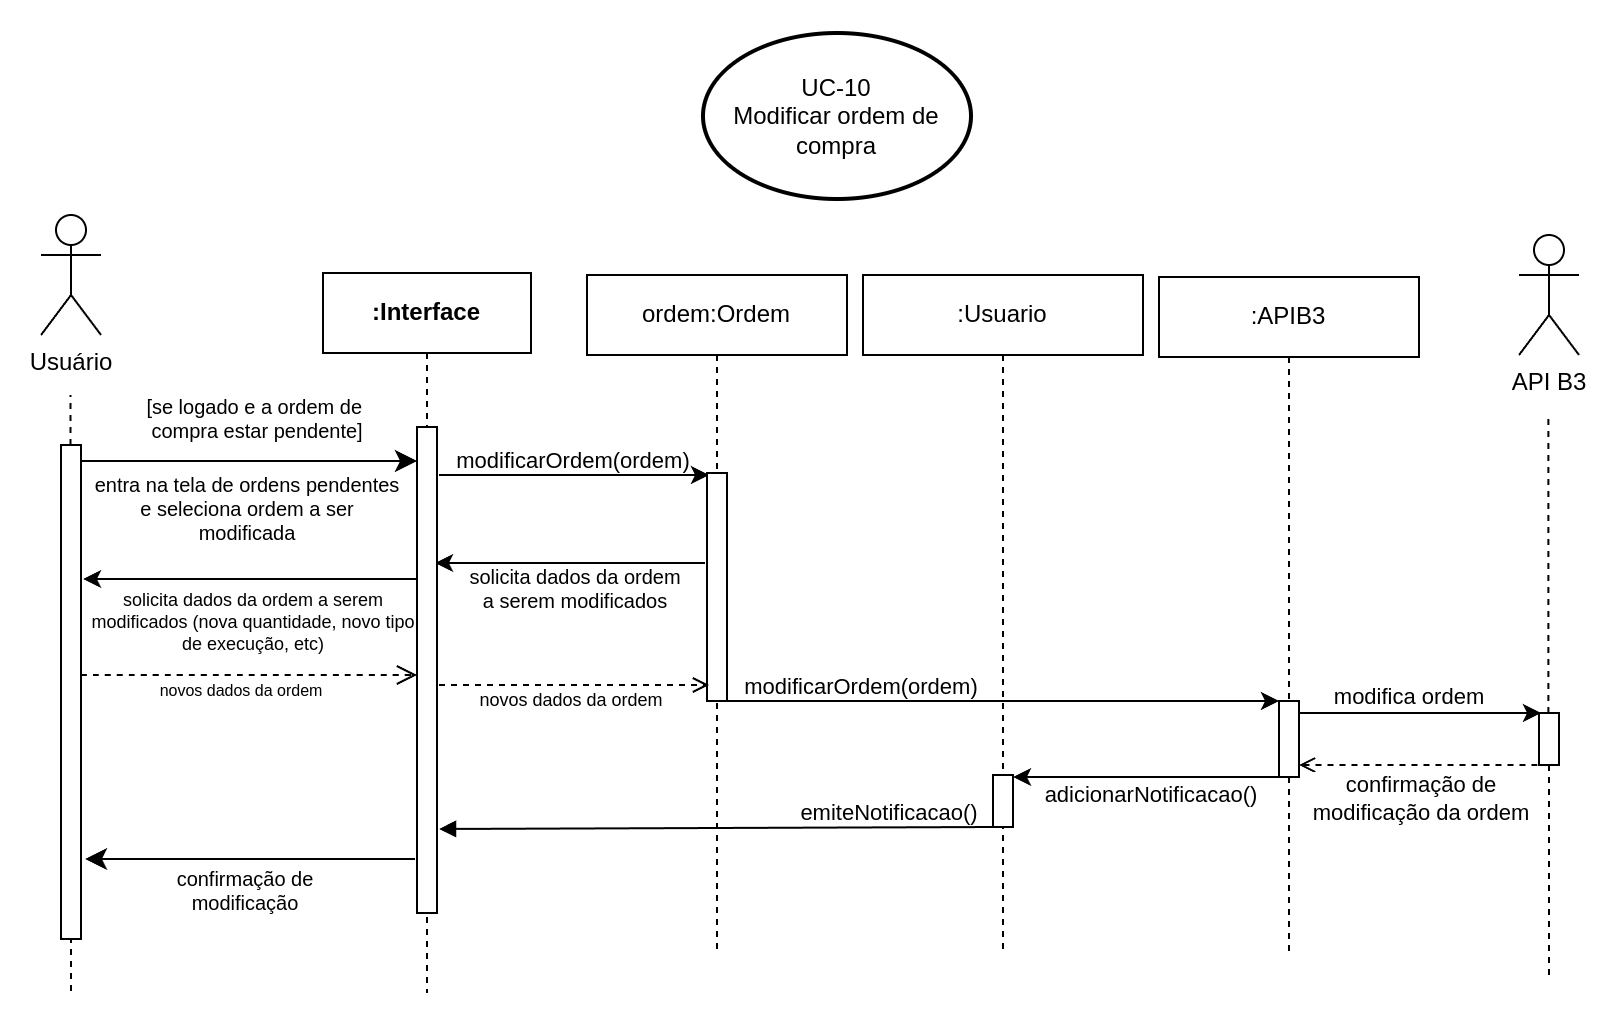 UC-10
Modificar ordem de
compra
Usuário
:Interface
ordem:Ordem
:Usuario
:APIB3
API B3
[se logado e a ordem de
compra estar pendente]
entra na tela de ordens pendentes
e seleciona ordem a ser
modificada
modificarOrdem(ordem)
solicita dados da ordem
a serem modificados
solicita dados da ordem a serem
modificados (nova quantidade, novo tipo
de execução, etc)
novos dados da ordem
novos dados da ordem
modificarOrdem(ordem)
modifica ordem
confirmação de
modificação da ordem
adicionarNotificacao()
emiteNotificacao()
confirmação de
modificação